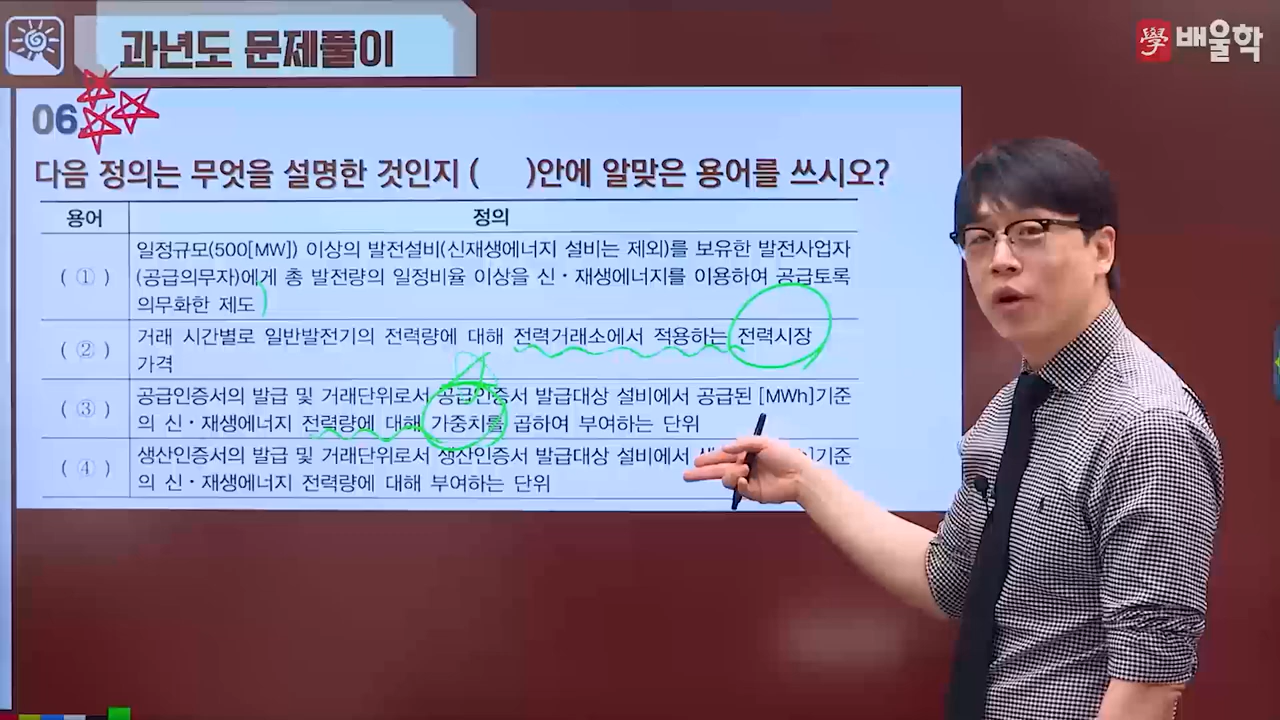 과년도 문제풀이
學 배울학
06.
다음 정의는 무엇을 설명한 것인지 ( )안에 알맞은 용어를 쓰시오?
용어 정의
( ① ) 일정규모(500[MW]) 이상의 발전설비(신재생에너지 설비는 제외)를 보유한 발전사업자
(공급의무자)에게 총 발전량의 일정비율 이상을 신・재생에너지를 이용하여 공급토록
의무화한 제도
( ② ) 거래 시간별로 일반발전기의 전력량에 대해 전력거래소에서 적용하는 전력시장
가격
( ③ ) 공급인증서의 발급 및 거래단위로서 공급인증서 발급대상 설비에서 공급된 [MWh]기준
의 신・재생에너지 전력량에 대해 가중치를 곱하여 부여하는 단위
( ④ ) 생산인증서의 발급 및 거래단위로서 생산인증서 발급대상 설비에서 ]기준
의 신・재생에너지 전력량에 대해 부여하는 단위